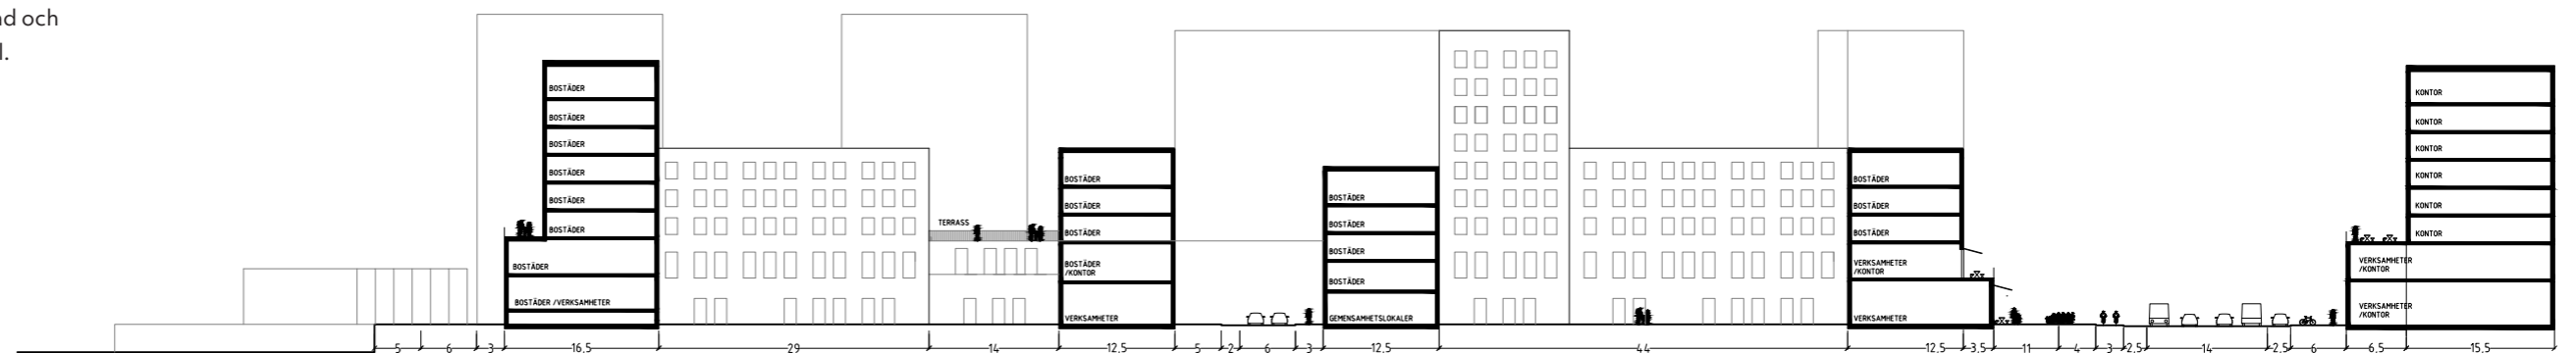 ad och
l.
BOSTÄDER
BOSTÄDER
BOSTÄDER
BOSTÄDER
BOSTÄDER
BOSTÄDER
BOSTÄDER
BOSTÄDER /VERKSAMHETER
TERRASS
BOSTÄDER
BOSTÄDER
BOSTÄDER
BOSTÄDER
/KONTOR
VERKSAMHETER
BOSTÄDER
BOSTÄDER
BOSTÄDER
BOSTÄDER
GEMENSAMHETSLOKALER
BOSTÄDER
BOSTÄDER
BOSTÄDER
VERKSAMHETER
/KONTOR
VERKSAMHETER
KONTOR
KONTOR
KONTOR
KONTOR
KONTOR
KONTOR
VERKSAMHETER
/KONTOR
VERKSAMHETER
/KONTOR
5 6 3 16,5 29 14 12,5 5 2 6 3 12,5 44 12,5 3,5 11 4 3 2,5 14 2,5 6 6,5 15,5